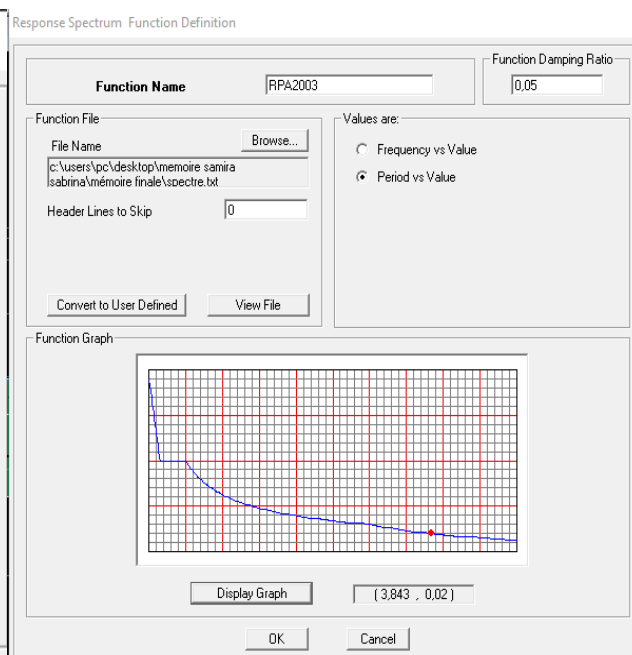 Response Spectrum Function Definition
Function Name
RPA2003
Function Damping Ratio
0,05
Function File
File Name
Browse...
c:\users\pc\desktop\memoire samira
sabrina\mémoire finale\spectre.txt
Header Lines to Skip
0
Convert to User Defined
View File
Values are:
Frequency vs Value
Period vs Value
Function Graph
Display Graph
( 3,843 , 0,02 )
OK
Cancel